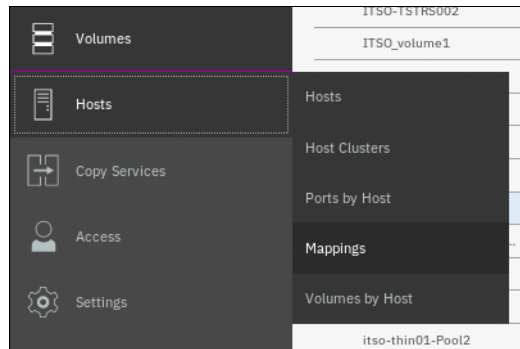 ITSO-TSTRS002
Volumes
ITSO_volume1
Hosts
Hosts
Host Clusters
Copy Services
Ports by Host
Access
Mappings
..
Settings
Volumes by Host
itso-thin01-Pool2